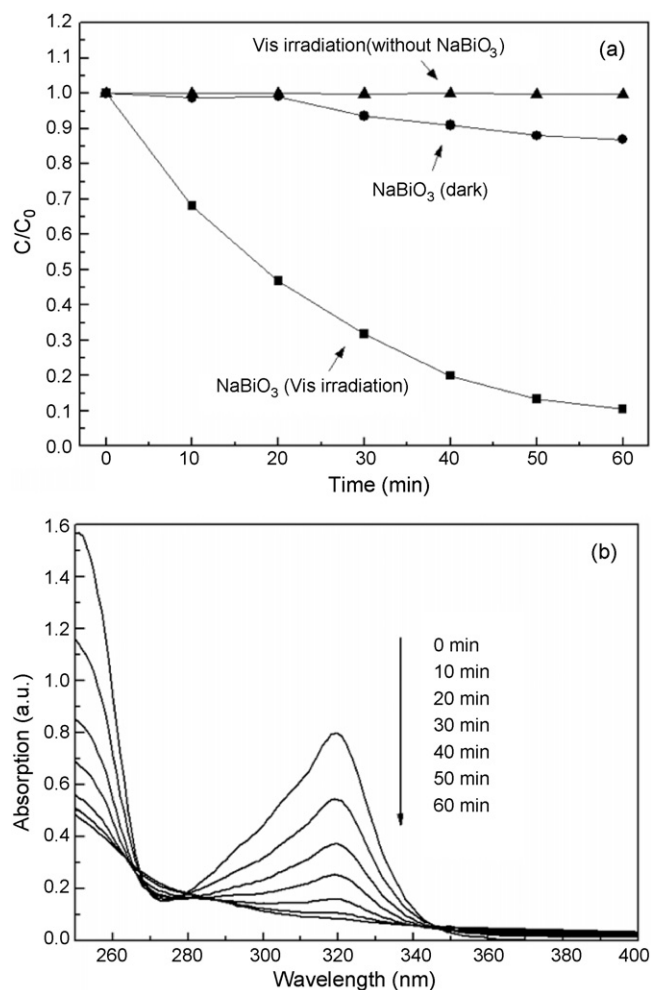 1.2
Vis irradiation(without NaBiO₃)
(a)
1.1
1.0
0.9
NaBiO₃ (dark)
0.8
0.7
C/C₀
0.6
0.5
0.4
0.3
0.2
NaBiO₃ (Vis irradiation)
0.1
0.0
0 10 20 30 40 50 60
Time (min)
1.6
(b)
1.4
1.2
1.0
0.8
0.6
0.4
0.2
0.0
Absorption (a.u.)
0 min
10 min
20 min
30 min
40 min
50 min
60 min
260 280 300 320 340 360 380 400
Wavelength (nm)